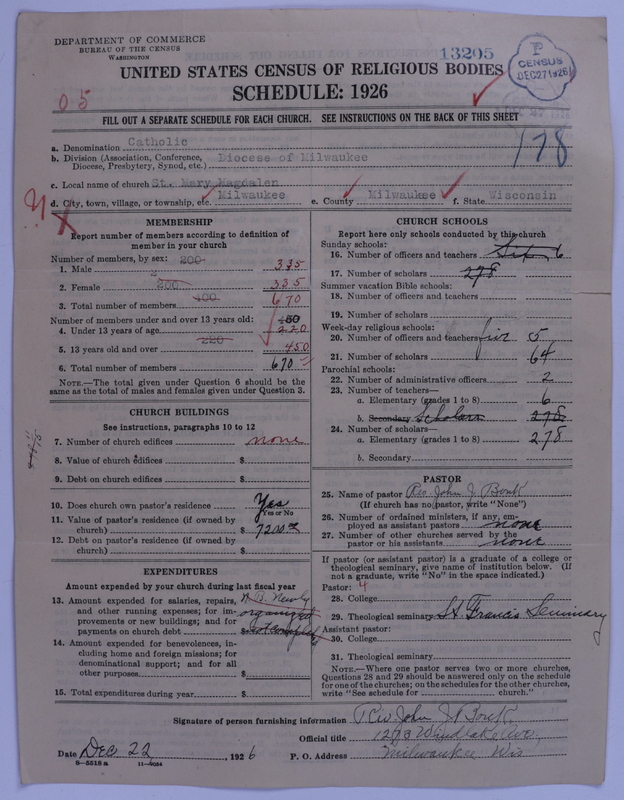 DEPARTMENT OF COMMERCE
BUREAU OF THE CENSUS
WASHINGTON
13205
P
CENSUS
DEC 27 1926
UNITED STATES CENSUS OF RELIGIOUS BODIES
SCHEDULE: 1926
05
FILL OUT A SEPARATE SCHEDULE FOR EACH CHURCH. SEE INSTRUCTIONS ON THE BACK OF THIS SHEET
178
a. Denomination Catholic
b. Division (Association, Conference, Diocese, Presbytery, Synod, etc.) Diocese of Milwaukee
c. Local name of church St. Mary Magdalen
d. City, town, village, or township, etc. Milwaukee e. County Milwaukee f. State Wisconsin
MEMBERSHIP
Report number of members according to definition of
member in your church
Number of members, by sex: 200
1. Male 335
2. Female 200 335
3. Total number of members 400 670
Number of members under and over 13 years old: 150
4. Under 13 years of age 220
5. 13 years old and over 450
6. Total number of members 670
NOTE.—The total given under Question 6 should be
same as the total of males and females given under Question 3.
CHURCH BUILDINGS
See instructions, paragraphs 10 to 12
7. Number of church edifices none
8. Value of church edifices $
9. Debt on church edifices $
10. Does church own pastor's residence Yes
Yes or No
11. Value of pastor's residence (if owned by
church) $ 7200
12. Debt on pastor's residence (if owned by
church) $
EXPENDITURES
Amount expended by your church during last fiscal year
13. Amount expended for salaries, repairs,
and other running expenses; for im-
provements or new buildings; and for
payments on church debt $
Newly
organized
14. Amount expended for benevolences, in-
cluding home and foreign missions; for
denominational support; and for all
other purposes $
15. Total expenditures during year $
CHURCH SCHOOLS
Report here only schools conducted by this church
Sunday schools:
16. Number of officers and teachers 6
17. Number of scholars 278
Summer vacation Bible schools:
18. Number of officers and teachers
19. Number of scholars
Week-day religious schools:
20. Number of officers and teachers five 5
21. Number of scholars 64
Parochial schools:
22. Number of administrative officers 2
23. Number of teachers—
a. Elementary (grades 1 to 8) 6
b. Secondary Scholars 278
24. Number of scholars—
a. Elementary (grades 1 to 8) 278
b. Secondary
PASTOR
25. Name of pastor Rev. John J. Bonk
(If church has no pastor, write "None")
26. Number of ordained ministers, if any, em-
ployed as assistant pastors none
27. Number of other churches served by the
pastor or his assistants none
If pastor (or assistant pastor) is a graduate of a college or
theological seminary, give name of institution below. (If
not a graduate, write "No" in the space indicated.)
Pastor: 4
28. College
29. Theological seminary St Francis Seminary
Assistant pastor:
30. College
31. Theological seminary
NOTE.—Where one pastor serves two or more churches,
Questions 28 and 29 should be answered only on the schedule
for one of the churches; on the schedules for the other churches,
write "See schedule for church."
Signature of person furnishing information Rev. John J. Bonk
Official title 1273 Windlake Ave.,
Date Dec 22, 1926 P. O. Address Milwaukee Wis
8—5518 a 11—4054